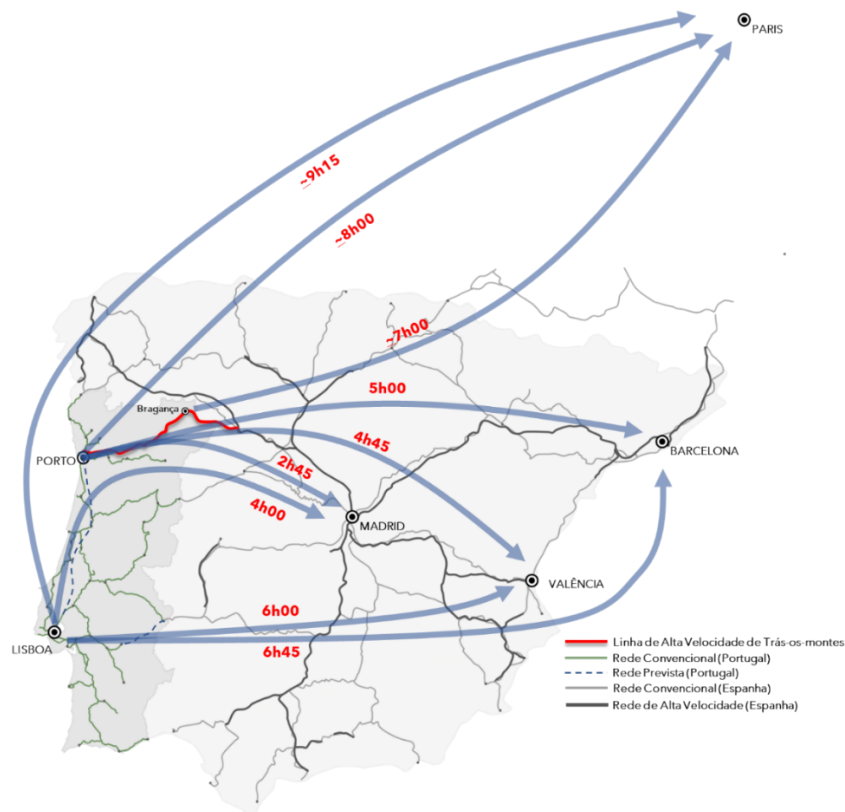 PARIS
~9h15
~8h00
~7h00
5h00
Bragança
4h45
BARCELONA
PORTO
2h45
4h00
MADRID
VALÊNCIA
6h00
LISBOA
6h45
Linha de Alta Velocidade de Trás-os-montes
Rede Convencional (Portugal)
Rede Prevista (Portugal)
Rede Convencional (Espanha)
Rede de Alta Velocidade (Espanha)